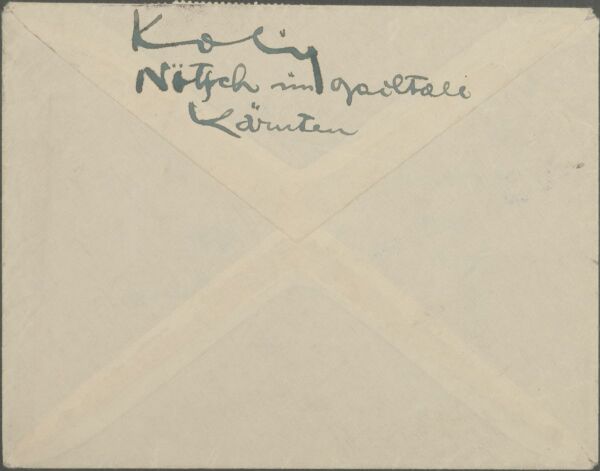 Kolig
Nötsch im Gailtale
Kärnten